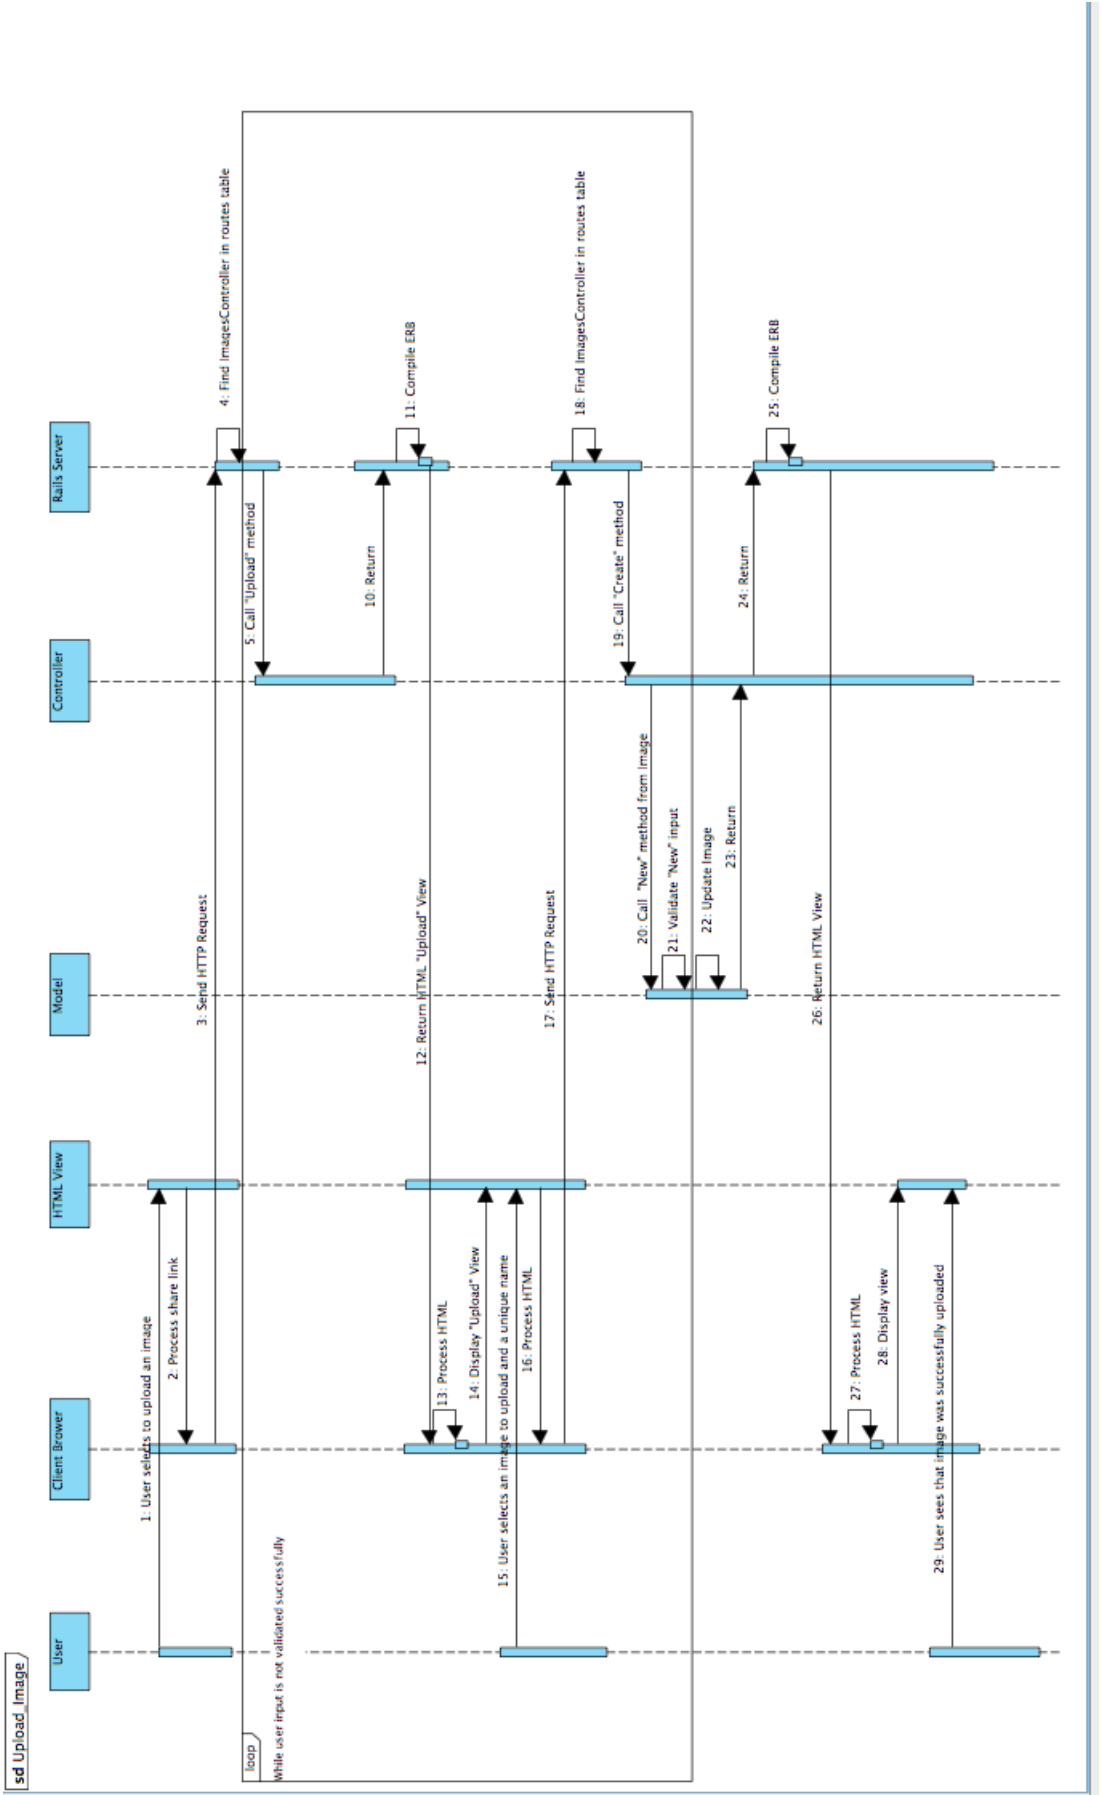 sd Upload_Image
User
Client Brower
HTML View
Model
Controller
Rails Server
1: User selects to upload an image
2: Process share link
3: Send HTTP Request
4: Find ImagesController in routes table
loop
While user input is not validated successfully
5: Call "Upload" method
10: Return
11: Compile ERB
12: Return HTML "Upload" View
13: Process HTML
14: Display "Upload" View
15: User selects an image to upload and a unique name
16: Process HTML
17: Send HTTP Request
18: Find ImagesController in routes table
19: Call "Create" method
20: Call "New" method from Image
21: Validate "New" input
22: Update Image
23: Return
24: Return
25: Compile ERB
26: Return HTML View
27: Process HTML
28: Display view
29: User sees that image was successfully uploaded